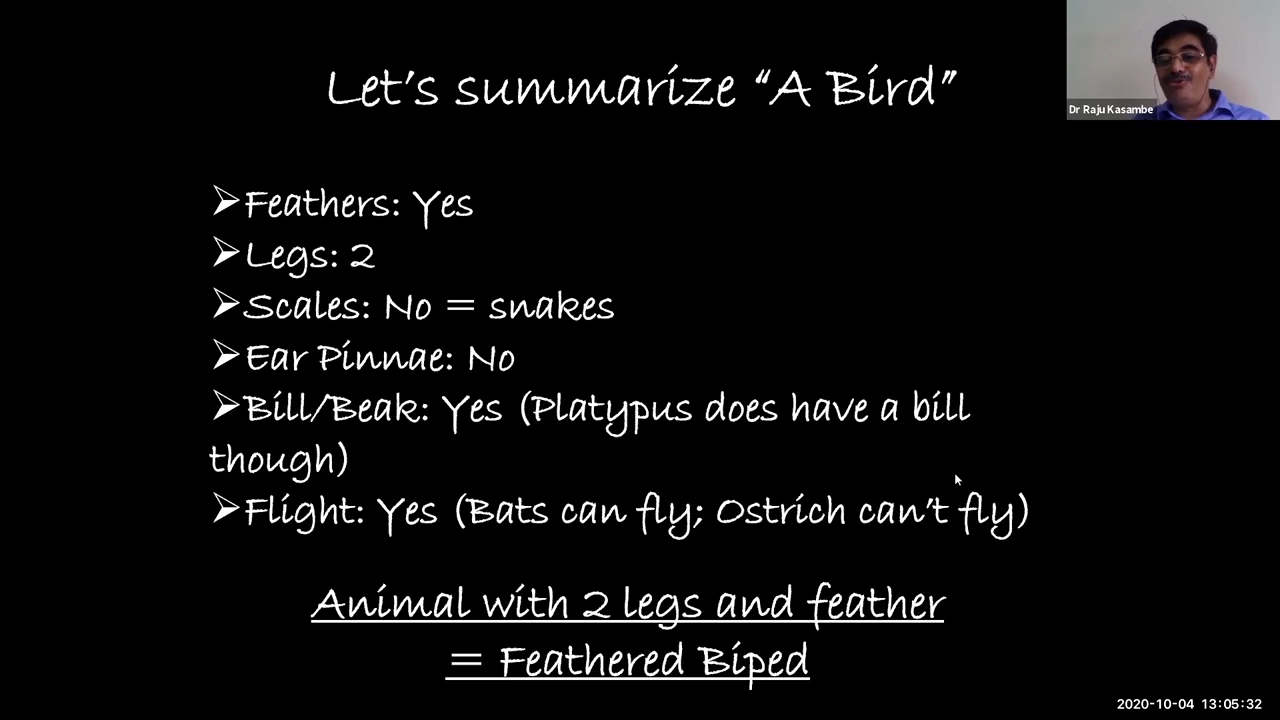 Let's summarize “A Bird”
Dr Raju Kasambe
➢Feathers: Yes
➢Legs: 2
➢Scales: No = snakes
➢Ear Pinnae: No
➢Bill/Beak: Yes (Platypus does have a bill
though)
➢Flight: Yes (Bats can fly; Ostrich can't fly)
Animal with 2 legs and feather
= Feathered Biped
2020-10-04 13:05:32